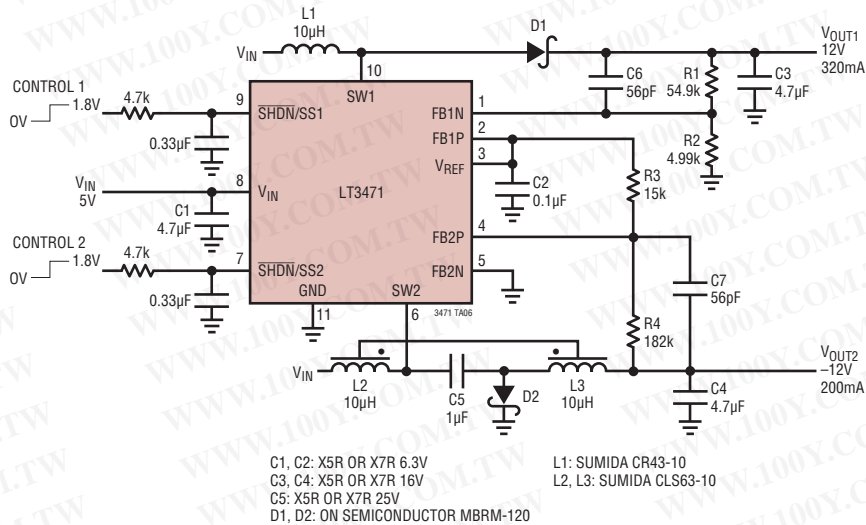 L1
10µH
D1
VIN
VOUT1
12V
320mA
CONTROL 1
1.8V
0V
4.7k
0.33µF
9
SHDN/SS1
10
SW1
1
FB1N
2
FB1P
3
VREF
C6
56pF
R1
54.9k
C3
4.7µF
R2
4.99k
VIN
5V
8
VIN
LT3471
C1
4.7µF
C2
0.1µF
R3
15k
CONTROL 2
1.8V
0V
4.7k
0.33µF
7
SHDN/SS2
4
FB2P
5
FB2N
GND
11
SW2
6
3471 TA06
C7
56pF
R4
182k
VIN
L2
10µH
C5
1µF
D2
L3
10µH
VOUT2
–12V
200mA
C4
4.7µF
C1, C2: X5R OR X7R 6.3V
C3, C4: X5R OR X7R 16V
C5: X5R OR X7R 25V
D1, D2: ON SEMICONDUCTOR MBRM-120
L1: SUMIDA CR43-10
L2, L3: SUMIDA CLS63-10
WWW.100Y.COM.TW